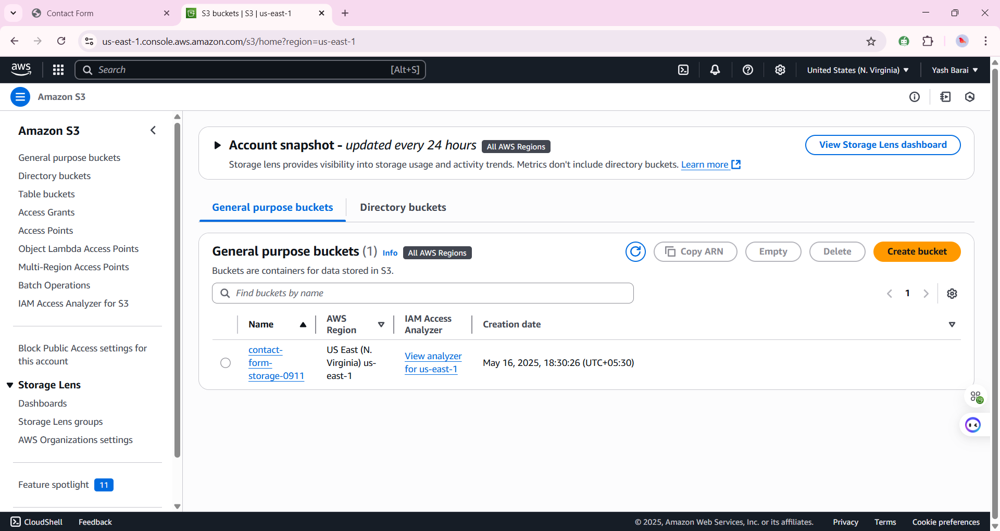 Contact Form
S3 buckets | S3 | us-east-1
us-east-1.console.aws.amazon.com/s3/home?region=us-east-1
aws
Search
[Alt+S]
United States (N. Virginia)
Yash Barai
Amazon S3
Amazon S3
General purpose buckets
Directory buckets
Table buckets
Access Grants
Access Points
Object Lambda Access Points
Multi-Region Access Points
Batch Operations
IAM Access Analyzer for S3
Block Public Access settings for
this account
Storage Lens
Dashboards
Storage Lens groups
AWS Organizations settings
Feature spotlight 11
Account snapshot - updated every 24 hours All AWS Regions
View Storage Lens dashboard
Storage lens provides visibility into storage usage and activity trends. Metrics don't include directory buckets. Learn more
General purpose buckets
Directory buckets
General purpose buckets (1) Info All AWS Regions
Copy ARN
Empty
Delete
Create bucket
Buckets are containers for data stored in S3.
Find buckets by name
1
Name
AWS
Region
IAM Access
Analyzer
Creation date
contact-
form-
storage-0911
US East (N.
Virginia) us-
east-1
View analyzer
for us-east-1
May 16, 2025, 18:30:26 (UTC+05:30)
CloudShell
Feedback
© 2025, Amazon Web Services, Inc. or its affiliates.
Privacy
Terms
Cookie preferences